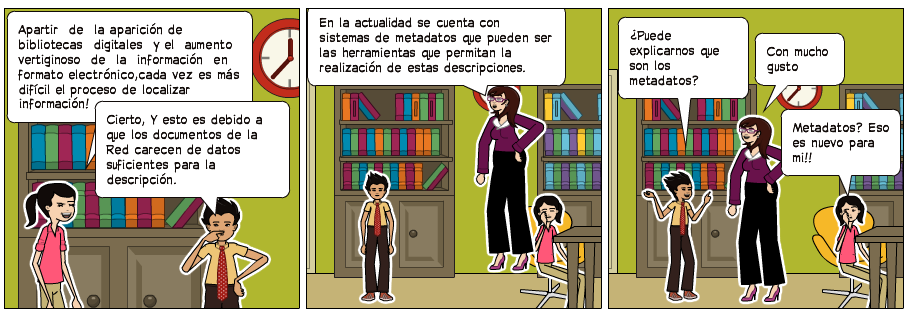 Apartir de la aparición de
bibliotecas digitales y el aumento
vertiginoso de la información en
formato electrónico,cada vez es más
difícil el proceso de localizar
información!
Cierto, Y esto es debido a
a que los documentos de la
Red carecen de datos
suficientes para la
descripción.
En la actualidad se cuenta con
sistemas de metadatos que pueden ser
las herramientas que permitan la
realización de estas descripciones.
¿Puede
explicarnos que
son los
metadatos?
Con mucho
gusto
Metadatos? Eso
es nuevo para
mi!!